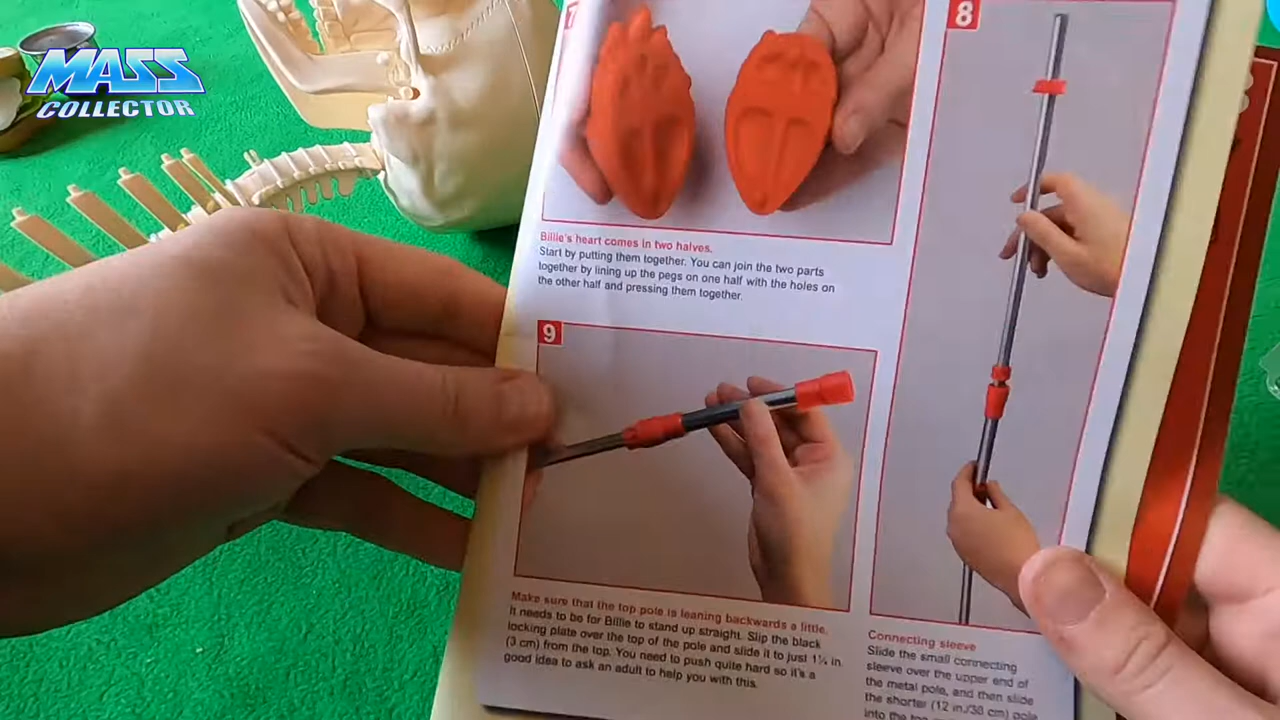 MASS
COLLECTOR
7
Billie's heart comes in two halves.
Start by putting them together. You can join the two parts
together by lining up the pegs on one half with the holes on
the other half and pressing them together.
8
9
Make sure that the top pole is leaning backwards a little.
It needs to be for Billie to stand up straight. Slip the black
locking plate over the top of the pole and slide it to just 1¼ in
(3 cm) from the top. You need to push quite hard so it's a
good idea to ask an adult to help you with this.
Connecting sleeve
Slide the small connecting
sleeve over the upper end of
the metal pole, and then slide
the shorter (12 in./30 cm) pole
into the top